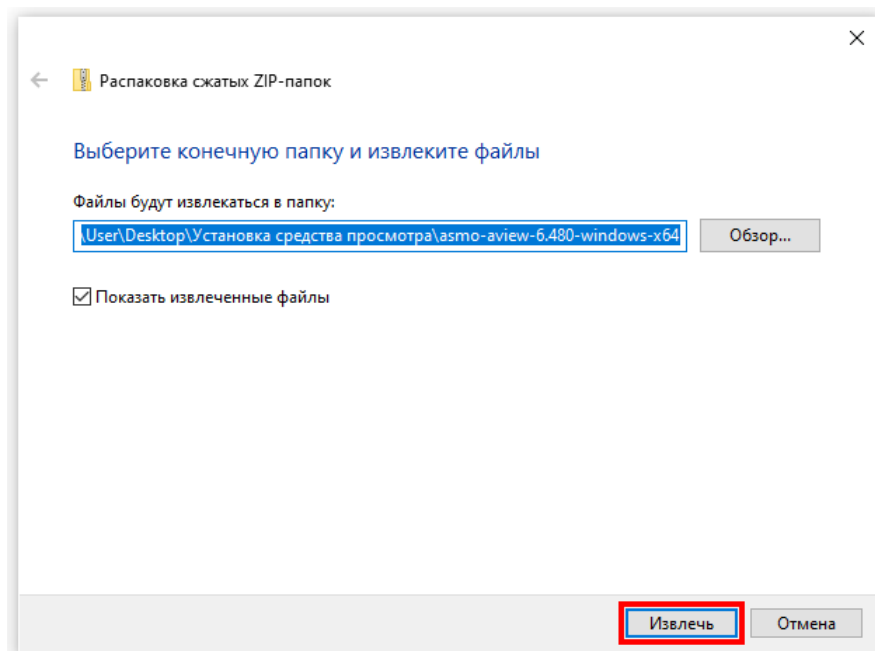 Распаковка сжатых ZIP-папок
Выберите конечную папку и извлеките файлы
Файлы будут извлекаться в папку:
\User\Desktop\Установка средства просмотра\asmo-aview-6.480-windows-x64
Обзор...
Показать извлеченные файлы
Извлечь
Отмена